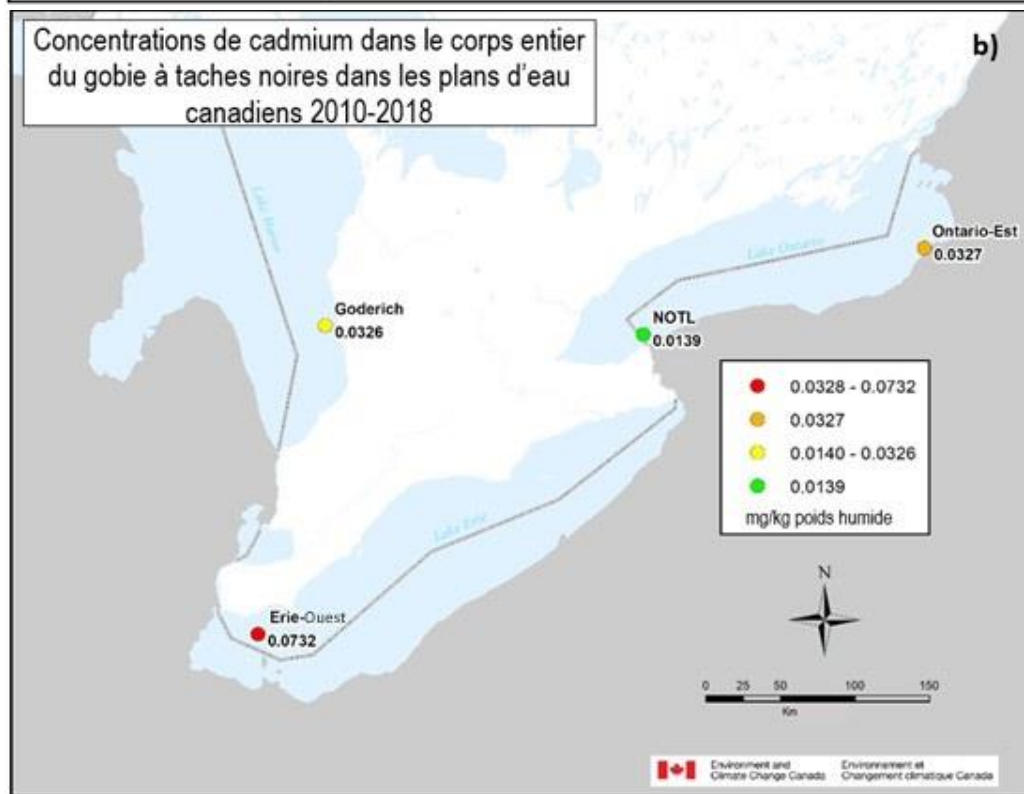 Concentrations de cadmium dans le corps entier
du gobie à taches noires dans les plans d'eau
canadiens 2010-2018
b)
Lake Huron
Ontario-Est
0.0327
Lake Ontario
Goderich
0.0326
NOTL
0.0139
0.0328 - 0.0732
0.0327
0.0140 - 0.0326
0.0139
mg/kg poids humide
Lake Erie
N
Erie-Ouest
0.0732
0 25 50 100 150
Km
Environment and
Climate Change Canada
Environnement et
Changement climatique Canada